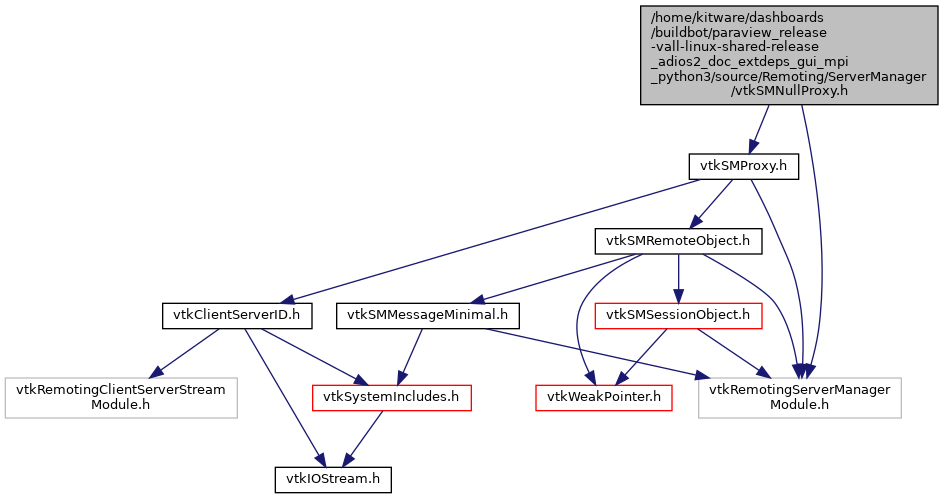 /home/kitware/dashboards
/buildbot/paraview_release
-vall-linux-shared-release
_adios2_doc_extdeps_gui_mpi
_python3/source/Remoting/ServerManager
/vtkSMNullProxy.h
vtkSMProxy.h
vtkSMRemoteObject.h
vtkClientServerID.h
vtkSMMessageMinimal.h
vtkSMSessionObject.h
vtkRemotingClientServerStream
Module.h
vtkSystemIncludes.h
vtkWeakPointer.h
vtkRemotingServerManager
Module.h
vtkIOStream.h